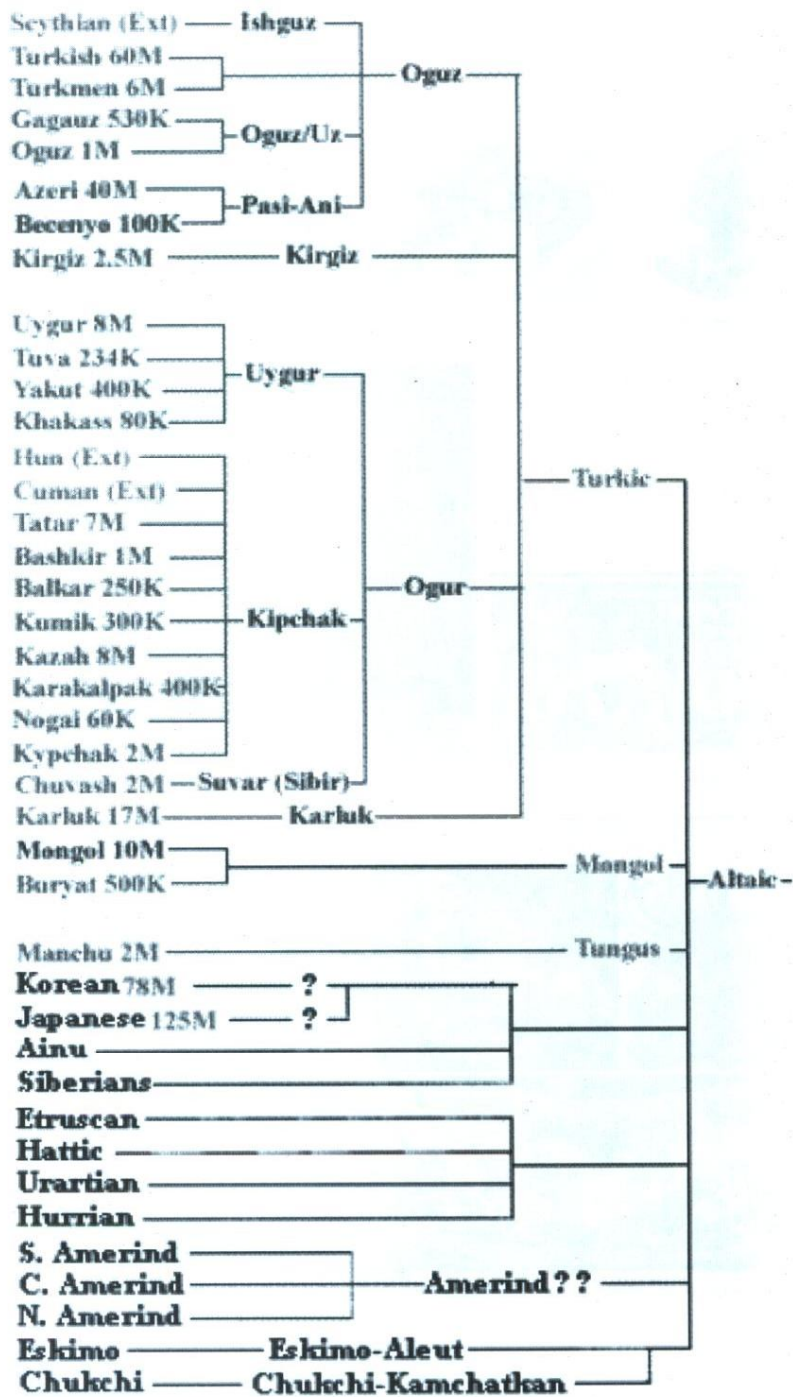 Scythian (Ext) Ishguz
Turkish 60M
Oguz
Turkmen 6M
Gagauz 530K
Oguz/Uz
Oguz 1M
Azeri 40M
Pasi-Ani
Becenyo 100K
Kirgiz 2.5M Kirgiz
Uygur 8M
Tuva 234K
Uygur
Yakut 400K
Khakass 80K
Hun (Ext)
Turkic
Cuman (Ext)
Tatar 7M
Bashkir 1M
Balkar 250K
Ogur
Kumik 300K Kipchak
Kazah 8M
Karakalpak 400K
Nogai 60K
Kypchak 2M
Chuvash 2M Suvar (Sibir)
Karluk 17M Karluk
Mongol 10M
Mongol
Buryat 500K
Altaic
Manchu 2M Tungus
Korean 78M ?
Japanese 125M ?
Ainu
Siberians
Etruscan
Hattic
Urartian
Hurrian
S. Amerind
C. Amerind Amerind ? ?
N. Amerind
Eskimo Eskimo-Aleut
Chukchi Chukchi-Kamchatkan